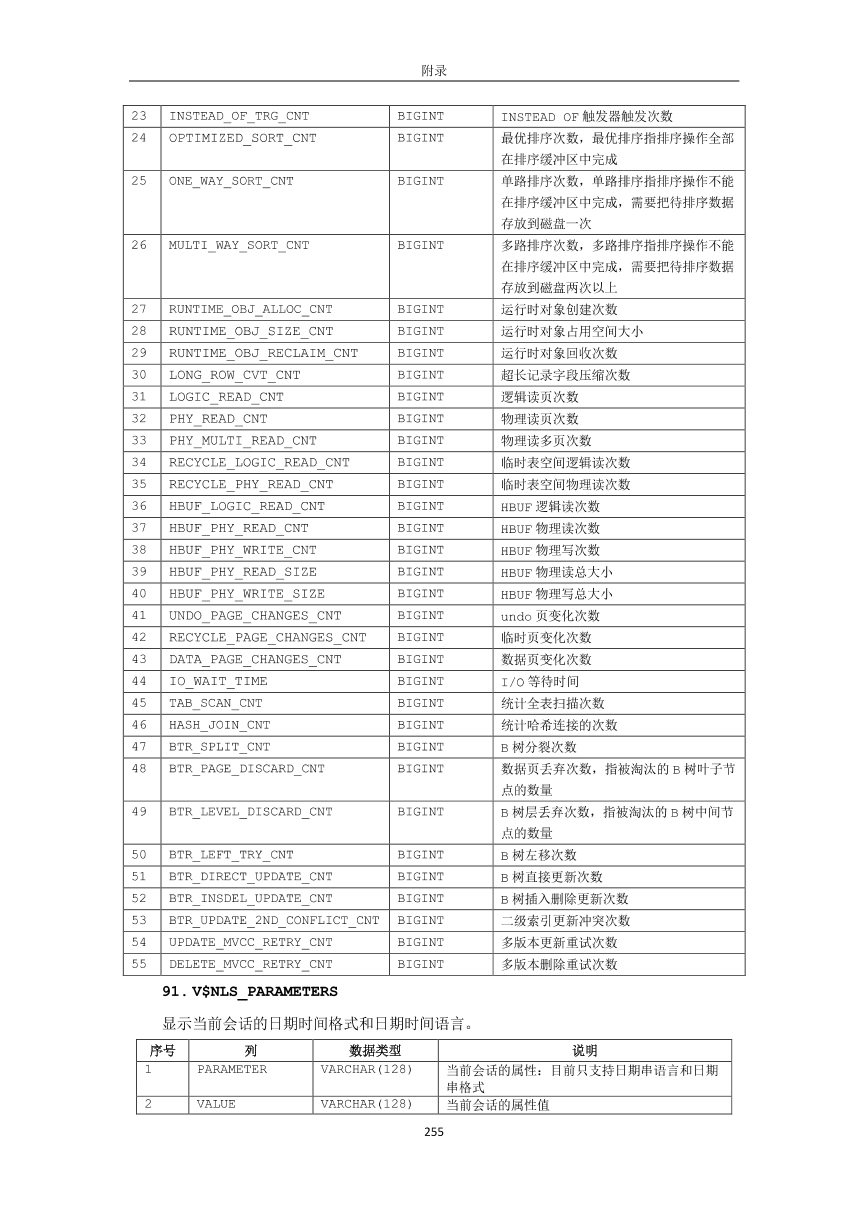 附录
23 INSTEAD_OF_TRG_CNT BIGINT INSTEAD OF 触发器触发次数
24 OPTIMIZED_SORT_CNT BIGINT 最优排序次数，最优排序指排序操作全部
在排序缓冲区中完成
25 ONE_WAY_SORT_CNT BIGINT 单路排序次数，单路排序指排序操作不能
在排序缓冲区中完成，需要把待排序数据
存放到磁盘一次
26 MULTI_WAY_SORT_CNT BIGINT 多路排序次数，多路排序指排序操作不能
在排序缓冲区中完成，需要把待排序数据
存放到磁盘两次以上
27 RUNTIME_OBJ_ALLOC_CNT BIGINT 运行时对象创建次数
28 RUNTIME_OBJ_SIZE_CNT BIGINT 运行时对象占用空间大小
29 RUNTIME_OBJ_RECLAIM_CNT BIGINT 运行时对象回收次数
30 LONG_ROW_CVT_CNT BIGINT 超长记录字段压缩次数
31 LOGIC_READ_CNT BIGINT 逻辑读页次数
32 PHY_READ_CNT BIGINT 物理读页次数
33 PHY_MULTI_READ_CNT BIGINT 物理读多页次数
34 RECYCLE_LOGIC_READ_CNT BIGINT 临时表空间逻辑读次数
35 RECYCLE_PHY_READ_CNT BIGINT 临时表空间物理读次数
36 HBUF_LOGIC_READ_CNT BIGINT HBUF 逻辑读次数
37 HBUF_PHY_READ_CNT BIGINT HBUF 物理读次数
38 HBUF_PHY_WRITE_CNT BIGINT HBUF 物理写次数
39 HBUF_PHY_READ_SIZE BIGINT HBUF 物理读总大小
40 HBUF_PHY_WRITE_SIZE BIGINT HBUF 物理写总大小
41 UNDO_PAGE_CHANGES_CNT BIGINT undo 页变化次数
42 RECYCLE_PAGE_CHANGES_CNT BIGINT 临时页变化次数
43 DATA_PAGE_CHANGES_CNT BIGINT 数据页变化次数
44 IO_WAIT_TIME BIGINT I/O 等待时间
45 TAB_SCAN_CNT BIGINT 统计全表扫描次数
46 HASH_JOIN_CNT BIGINT 统计哈希连接的次数
47 BTR_SPLIT_CNT BIGINT B 树分裂次数
48 BTR_PAGE_DISCARD_CNT BIGINT 数据页丢弃次数，指被淘汰的 B 树叶子节
点的数量
49 BTR_LEVEL_DISCARD_CNT BIGINT B 树层丢弃次数，指被淘汰的 B 树中间节
点的数量
50 BTR_LEFT_TRY_CNT BIGINT B 树左移次数
51 BTR_DIRECT_UPDATE_CNT BIGINT B 树直接更新次数
52 BTR_INSDEL_UPDATE_CNT BIGINT B 树插入删除更新次数
53 BTR_UPDATE_2ND_CONFLICT_CNT BIGINT 二级索引更新冲突次数
54 UPDATE_MVCC_RETRY_CNT BIGINT 多版本更新重试次数
55 DELETE_MVCC_RETRY_CNT BIGINT 多版本删除重试次数
91．V$NLS_PARAMETERS
显示当前会话的日期时间格式和日期时间语言。
序号 列 数据类型 说明
1 PARAMETER VARCHAR(128) 当前会话的属性：目前只支持日期串语言和日期
串格式
2 VALUE VARCHAR(128) 当前会话的属性值
255